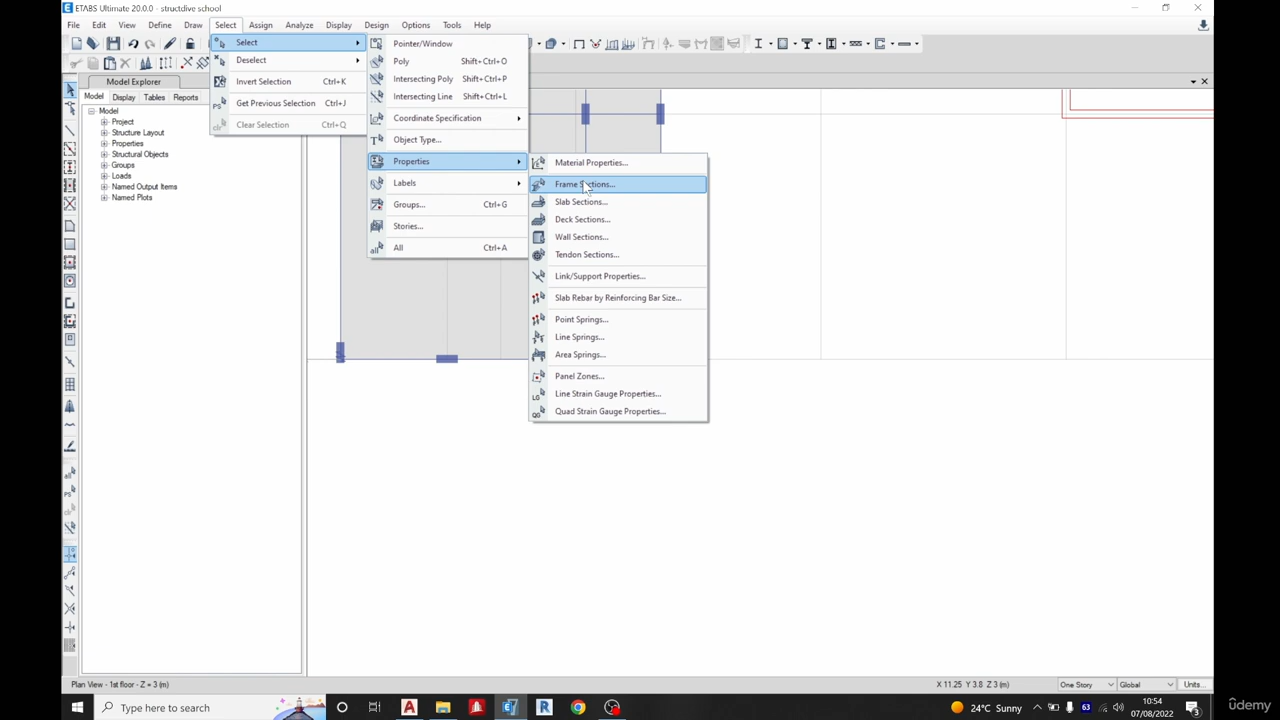 ETABS Ultimate 20.0.0 - structdive school
File Edit View Define Draw Select Assign Analyze Display Design Options Tools Help
Select
Deselect
Invert Selection Ctrl+K
Get Previous Selection Ctrl+J
Clear Selection Ctrl+Q
Pointer/Window
Poly Shift+Ctrl+O
Intersecting Poly Shift+Ctrl+P
Intersecting Line Shift+Ctrl+L
Coordinate Specification
Object Type...
Properties
Labels
Groups... Ctrl+G
Stories...
All Ctrl+A
Material Properties...
Frame Sections...
Slab Sections...
Deck Sections...
Wall Sections...
Tendon Sections...
Link/Support Properties...
Slab Rebar by Reinforcing Bar Size...
Point Springs...
Line Springs...
Area Springs...
Panel Zones...
Line Strain Gauge Properties...
Quad Strain Gauge Properties...
Model Explorer
Model Display Tables Reports
Model
Project
Structure Layout
Properties
Structural Objects
Groups
Loads
Named Output Items
Named Plots
Plan View - 1st floor - Z = 3 (m)
X 11.25 Y 3.8 Z 3 (m)
One Story
Global
Units...
Type here to search
24°C Sunny
63
10:54
07/08/2022
3
ûdemy